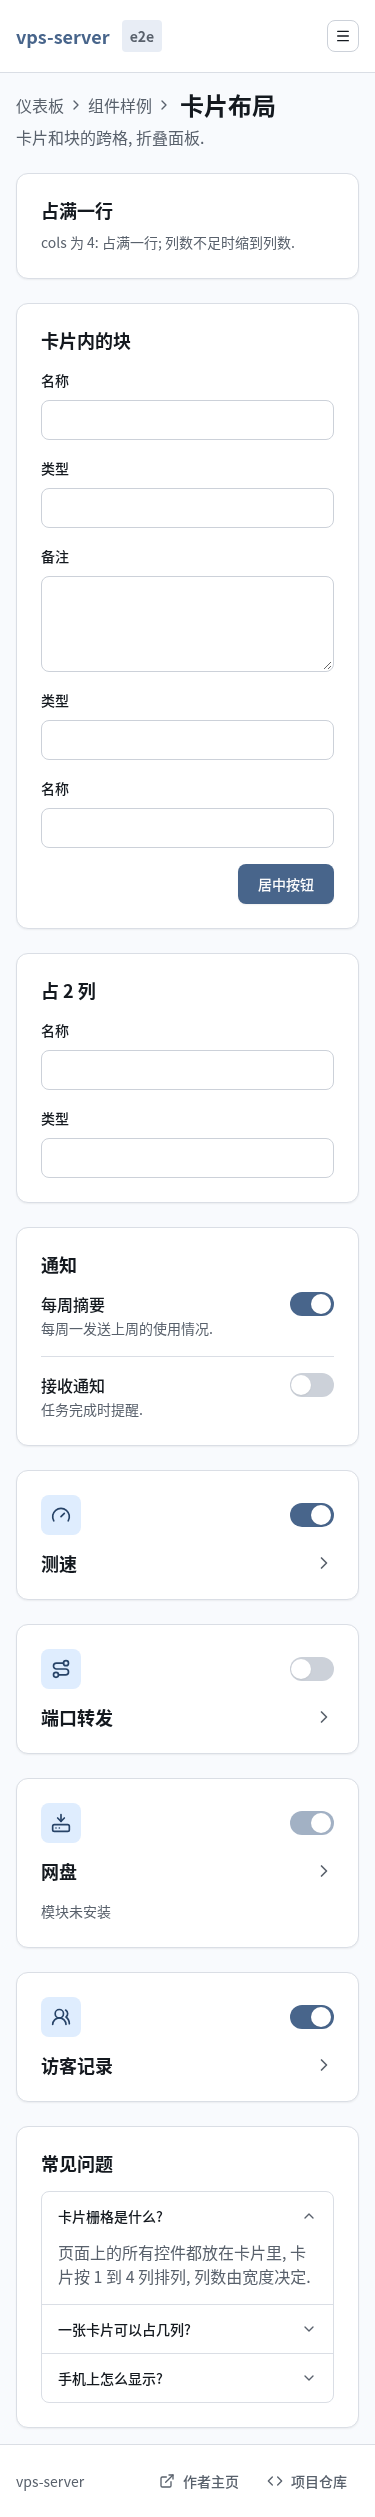 vps-server e2e
仪表板 > 组件样例 > 卡片布局
卡片和块的跨格, 折叠面板.
占满一行
cols 为 4: 占满一行; 列数不足时缩到列数.
卡片内的块
名称
类型
备注
类型
名称
居中按钮
占 2 列
名称
类型
通知
每周摘要
每周一发送上周的使用情况.
接收通知
任务完成时提醒.
测速
端口转发
网盘
模块未安装
访客记录
常见问题
卡片栅格是什么?
页面上的所有控件都放在卡片里, 卡
片按 1 到 4 列排列, 列数由宽度决定.
一张卡片可以占几列?
手机上怎么显示?
vps-server 作者主页 项目仓库